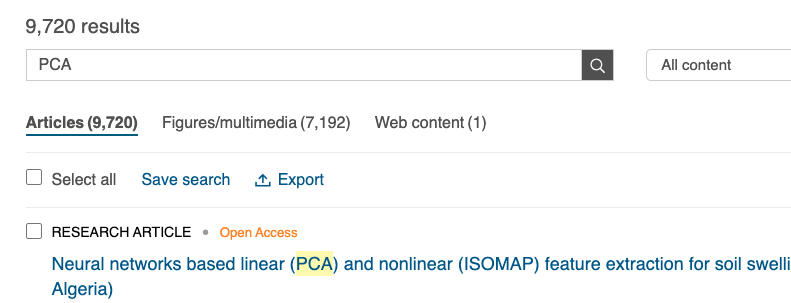 9,720 results
PCA
All content
Articles (9,720) Figures/multimedia (7,192) Web content (1)
Select all Save search Export
RESEARCH ARTICLE • Open Access
Neural networks based linear (PCA) and nonlinear (ISOMAP) feature extraction for soil swelli
Algeria)